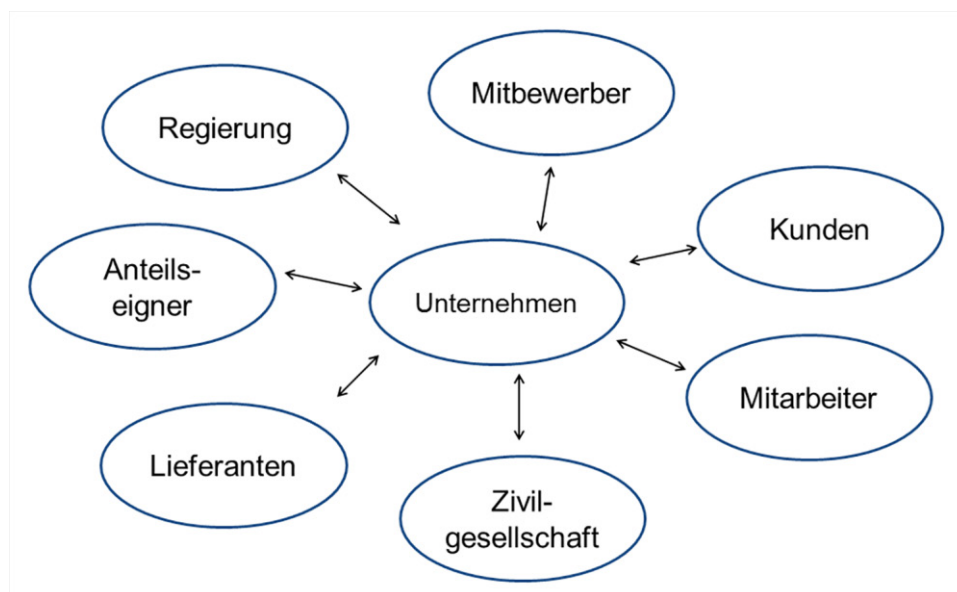 Mitbewerber
Regierung
Kunden
Anteils-
eigner
Unternehmen
Mitarbeiter
Lieferanten
Zivil-
gesellschaft